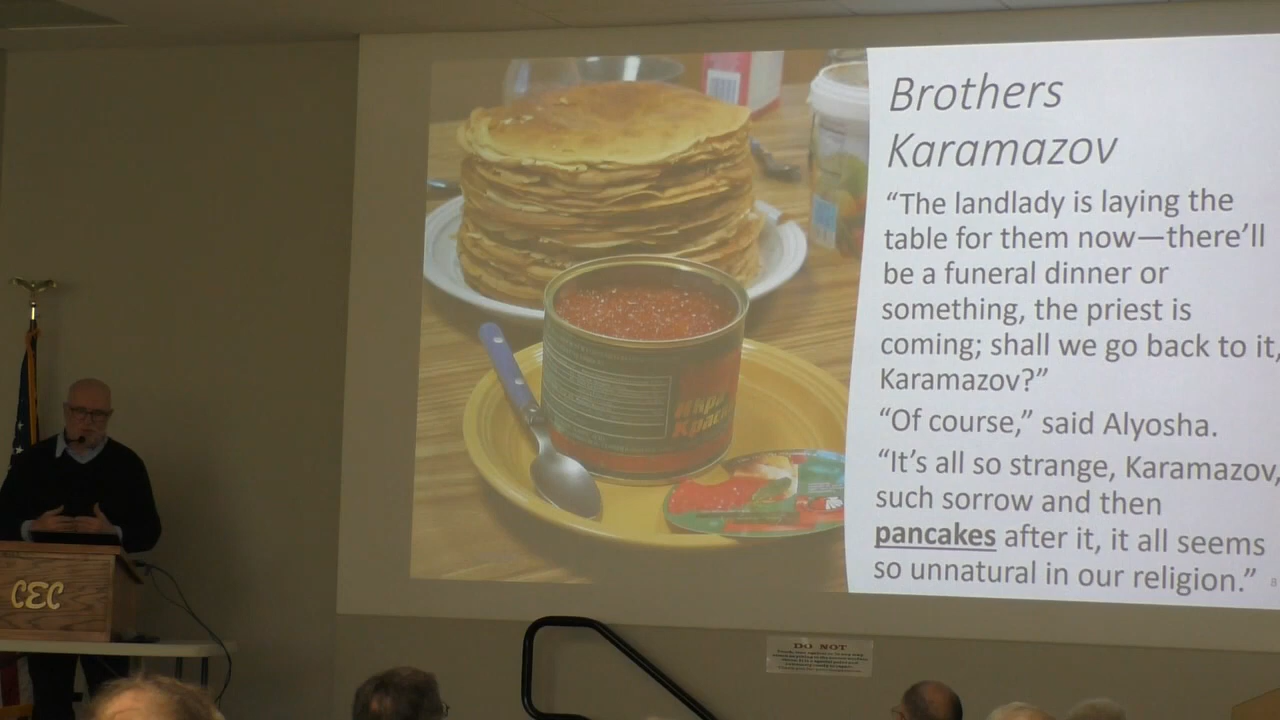 Brothers
Karamazov
“The landlady is laying the
table for them now—there’ll
be a funeral dinner or
something, the priest is
coming; shall we go back to it,
Karamazov?”
“Of course,” said Alyosha.
“It’s all so strange, Karamazov,
such sorrow and then
pancakes after it, it all seems
so unnatural in our religion.”
Икра
CEC
DO NOT